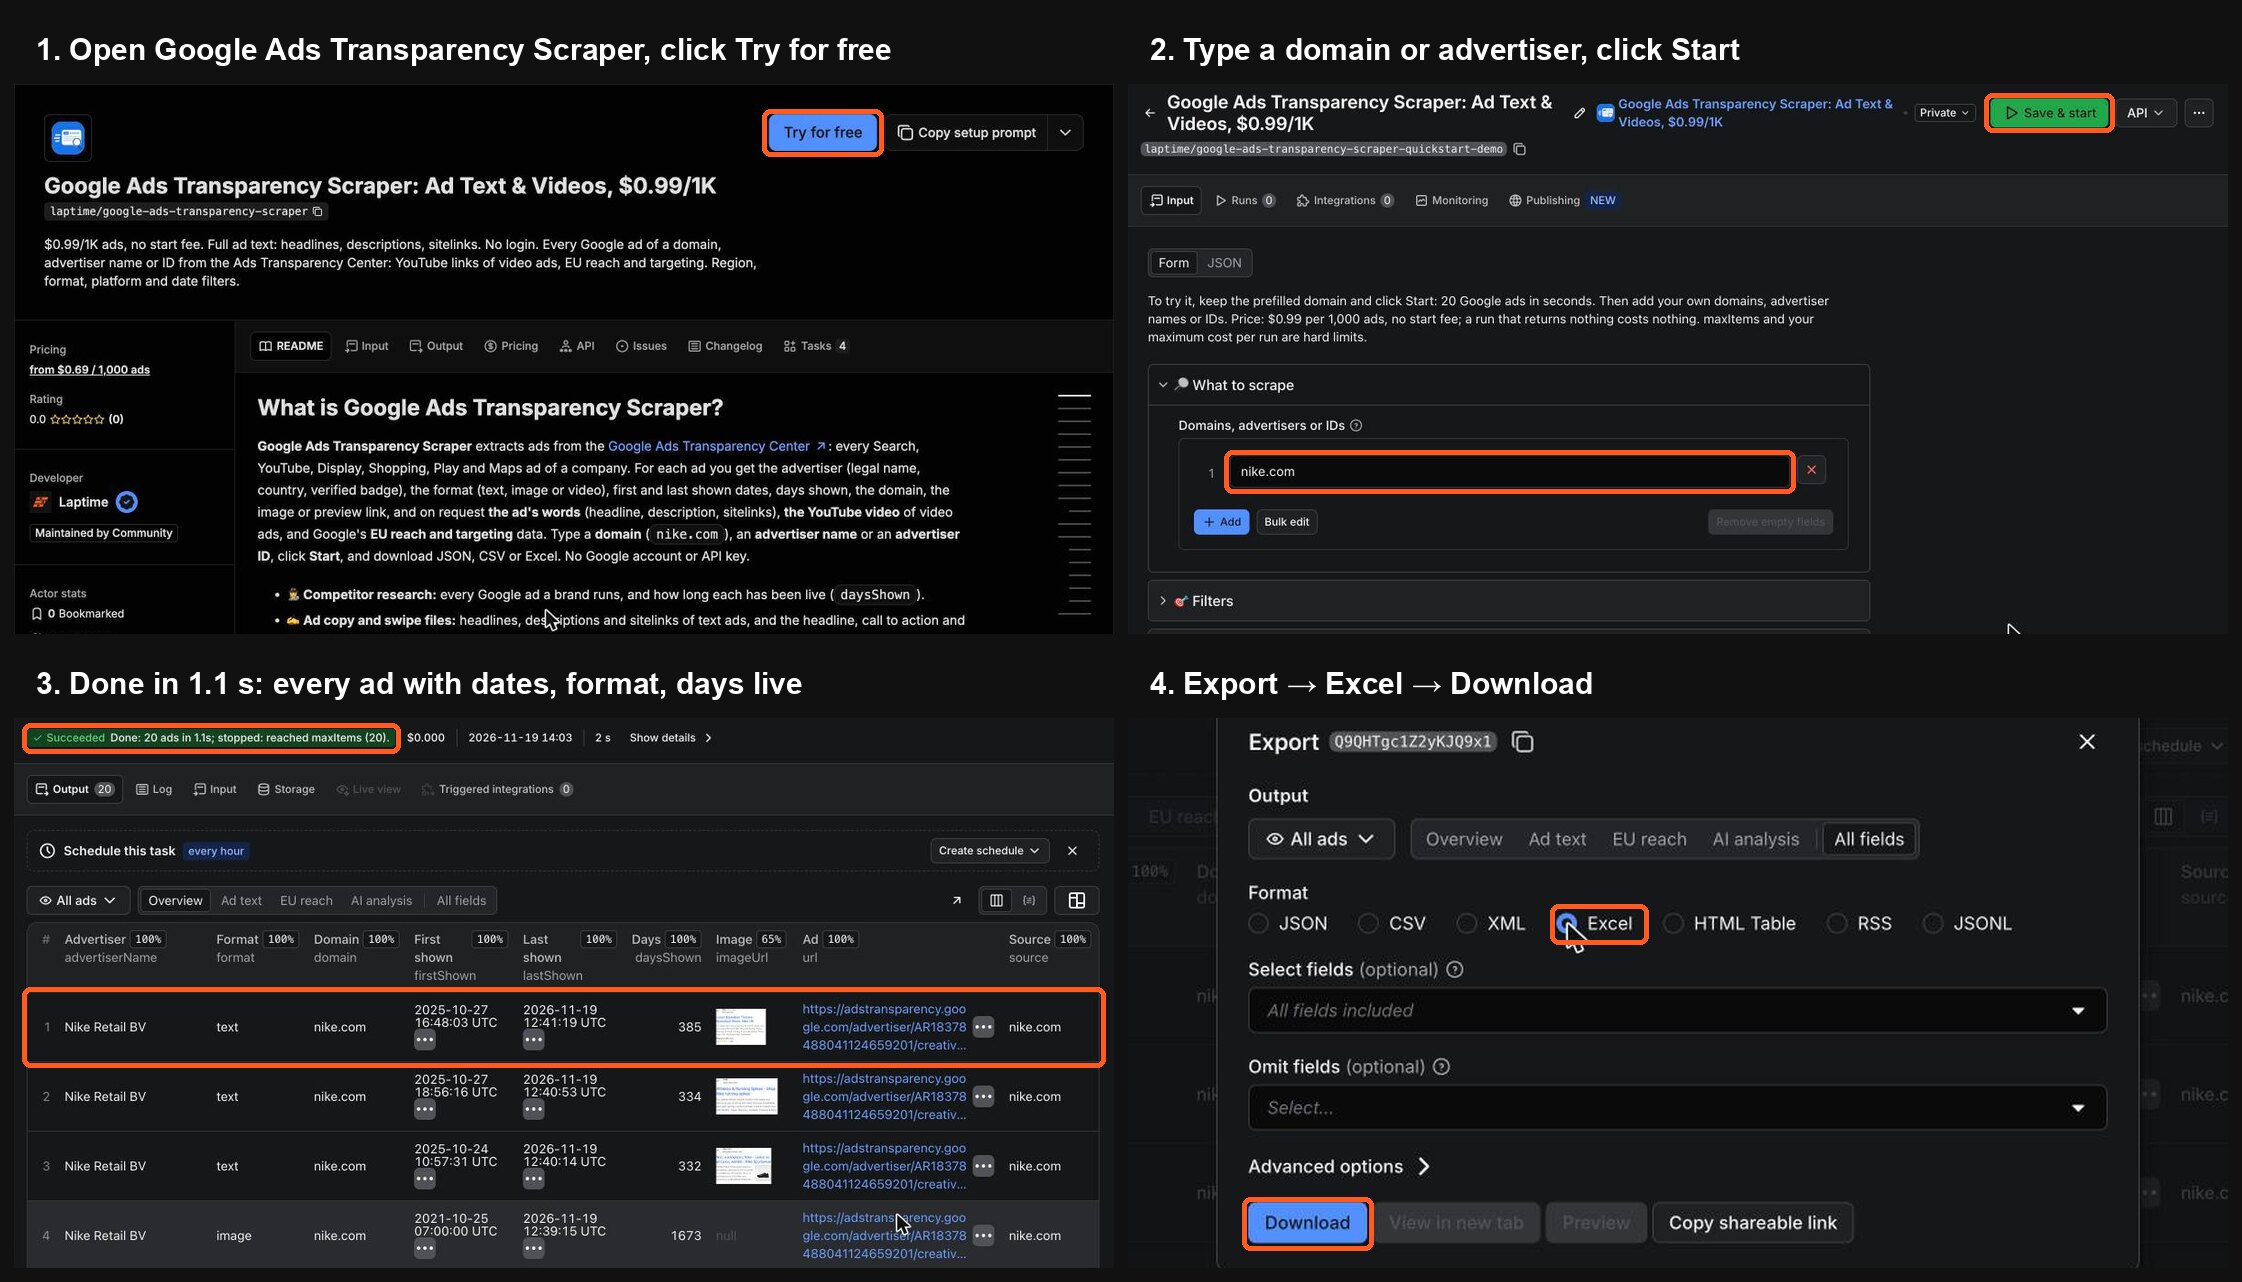 1. Open Google Ads Transparency Scraper, click Try for free
Try for free
Copy setup prompt
Google Ads Transparency Scraper: Ad Text & Videos, $0.99/1K
laptime/google-ads-transparency-scraper
$0.99/1K ads, no start fee. Full ad text: headlines, descriptions, sitelinks. No login. Every Google ad of a domain,
advertiser name or ID from the Ads Transparency Center: YouTube links of video ads, EU reach and targeting. Region,
format, platform and date filters.
Pricing
from $0.69 / 1,000 ads
Rating
0.0 (0)
Developer
Laptime
Maintained by Community
Actor stats
0 Bookmarked
README Input Output Pricing API Issues Changelog Tasks 4
What is Google Ads Transparency Scraper?
Google Ads Transparency Scraper extracts ads from the Google Ads Transparency Center ↗: every Search,
YouTube, Display, Shopping, Play and Maps ad of a company. For each ad you get the advertiser (legal name,
country, verified badge), the format (text, image or video), first and last shown dates, days shown, the domain, the
image or preview link, and on request the ad's words (headline, description, sitelinks), the YouTube video of video
ads, and Google's EU reach and targeting data. Type a domain (nike.com), an advertiser name or an advertiser
ID, click Start, and download JSON, CSV or Excel. No Google account or API key.
• Competitor research: every Google ad a brand runs, and how long each has been live (daysShown).
• Ad copy and swipe files: headlines, descriptions and sitelinks of text ads, and the headline, call to action and
2. Type a domain or advertiser, click Start
Google Ads Transparency Scraper: Ad Text &
Videos, $0.99/1K
Google Ads Transparency Scraper: Ad Text &
Videos, $0.99/1K
Private
Save & start
API
laptime/google-ads-transparency-scraper-quickstart-demo
Input Runs 0 Integrations 0 Monitoring Publishing NEW
Form JSON
To try it, keep the prefilled domain and click Start: 20 Google ads in seconds. Then add your own domains, advertiser
names or IDs. Price: $0.99 per 1,000 ads, no start fee; a run that returns nothing costs nothing. maxItems and your
maximum cost per run are hard limits.
What to scrape
Domains, advertisers or IDs
1 nike.com
+ Add Bulk edit Remove empty fields
Filters
3. Done in 1.1 s: every ad with dates, format, days live
Succeeded Done: 20 ads in 1.1s; stopped: reached maxItems (20). $0.000 2026-11-19 14:03 2 s Show details
Output 20 Log Input Storage Live view Triggered integrations 0
Schedule this task every hour Create schedule
All ads Overview Ad text EU reach AI analysis All fields
# Advertiser 100% Format 100% Domain 100% First shown 100% Last shown 100% Days 100% Image 65% Ad 100% Source 100%
advertiserName format domain firstShown lastShown daysShown imageUrl url source
1 Nike Retail BV text nike.com 2025-10-27 16:48:03 UTC 2026-11-19 12:41:19 UTC 385 https://adstransparency.google.com/advertiser/AR18378488041124659201/creativ... nike.com
2 Nike Retail BV text nike.com 2025-10-27 18:56:16 UTC 2026-11-19 12:40:53 UTC 334 https://adstransparency.google.com/advertiser/AR18378488041124659201/creativ... nike.com
3 Nike Retail BV text nike.com 2025-10-24 10:57:31 UTC 2026-11-19 12:40:14 UTC 332 https://adstransparency.google.com/advertiser/AR18378488041124659201/creativ... nike.com
4 Nike Retail BV image nike.com 2021-10-25 07:00:00 UTC 2026-11-19 12:39:15 UTC 1673 null https://adstransparency.google.com/advertiser/AR18378488041124659201/creativ... nike.com
4. Export → Excel → Download
Export Q9QHTgc1Z2yKJQ9x1
Output
All ads Overview Ad text EU reach AI analysis All fields
Format
JSON CSV XML Excel HTML Table RSS JSONL
Select fields (optional)
All fields included
Omit fields (optional)
Select...
Advanced options
Download View in new tab Preview Copy shareable link